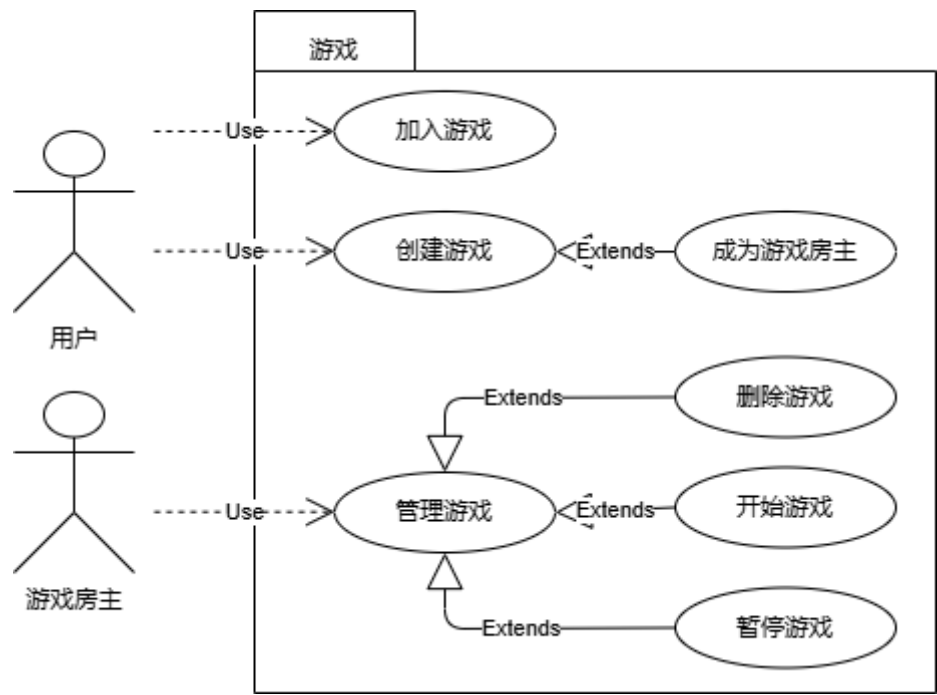 游戏
Use
加入游戏
用户
Use
创建游戏
Extends
成为游戏房主
Extends
删除游戏
游戏房主
Use
管理游戏
Extends
开始游戏
Extends
暂停游戏